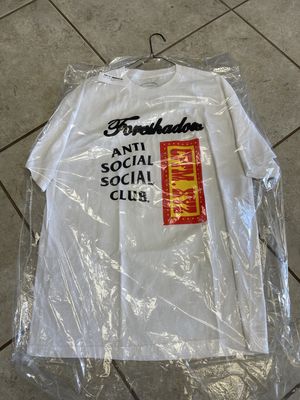 Foreshadow
ANTI
SOCIAL
SOCIAL
CLUB.